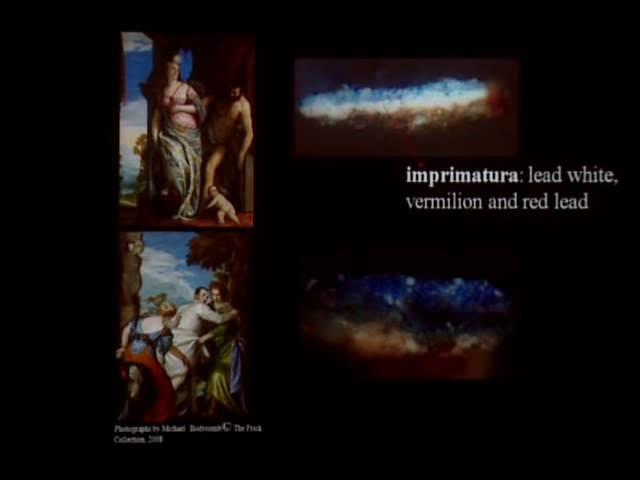 imprimatura: lead white,
vermilion and red lead
Photographs by Michael Bodycomb© The Frick
Collection, 2008